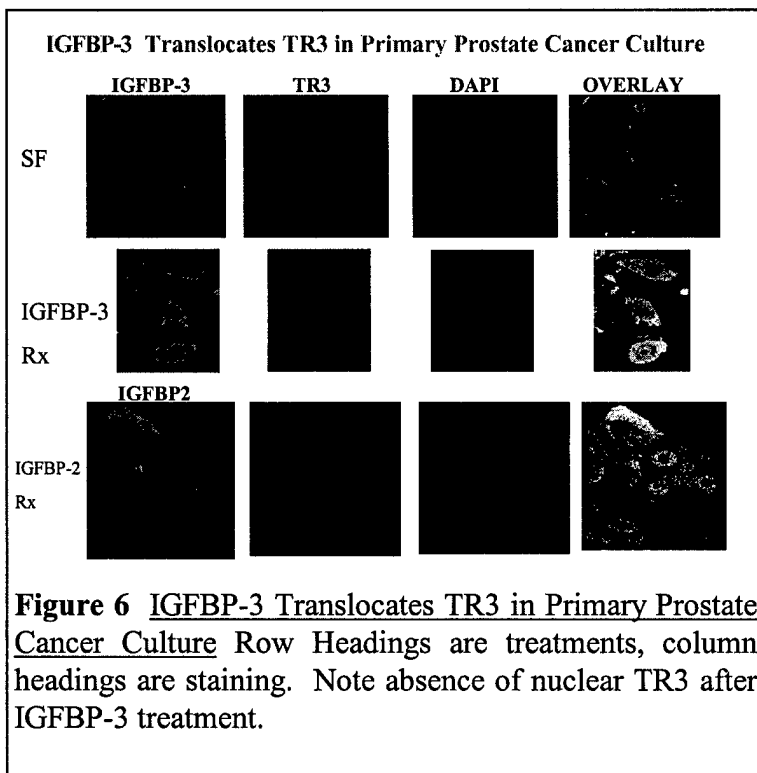 IGFBP-3 Translocates TR3 in Primary Prostate Cancer Culture
IGFBP-3 TR3 DAPI OVERLAY
SF
IGFBP-3
Rx
IGFBP2
IGFBP-2
Rx
Figure 6 IGFBP-3 Translocates TR3 in Primary Prostate
Cancer Culture Row Headings are treatments, column
headings are staining. Note absence of nuclear TR3 after
IGFBP-3 treatment.